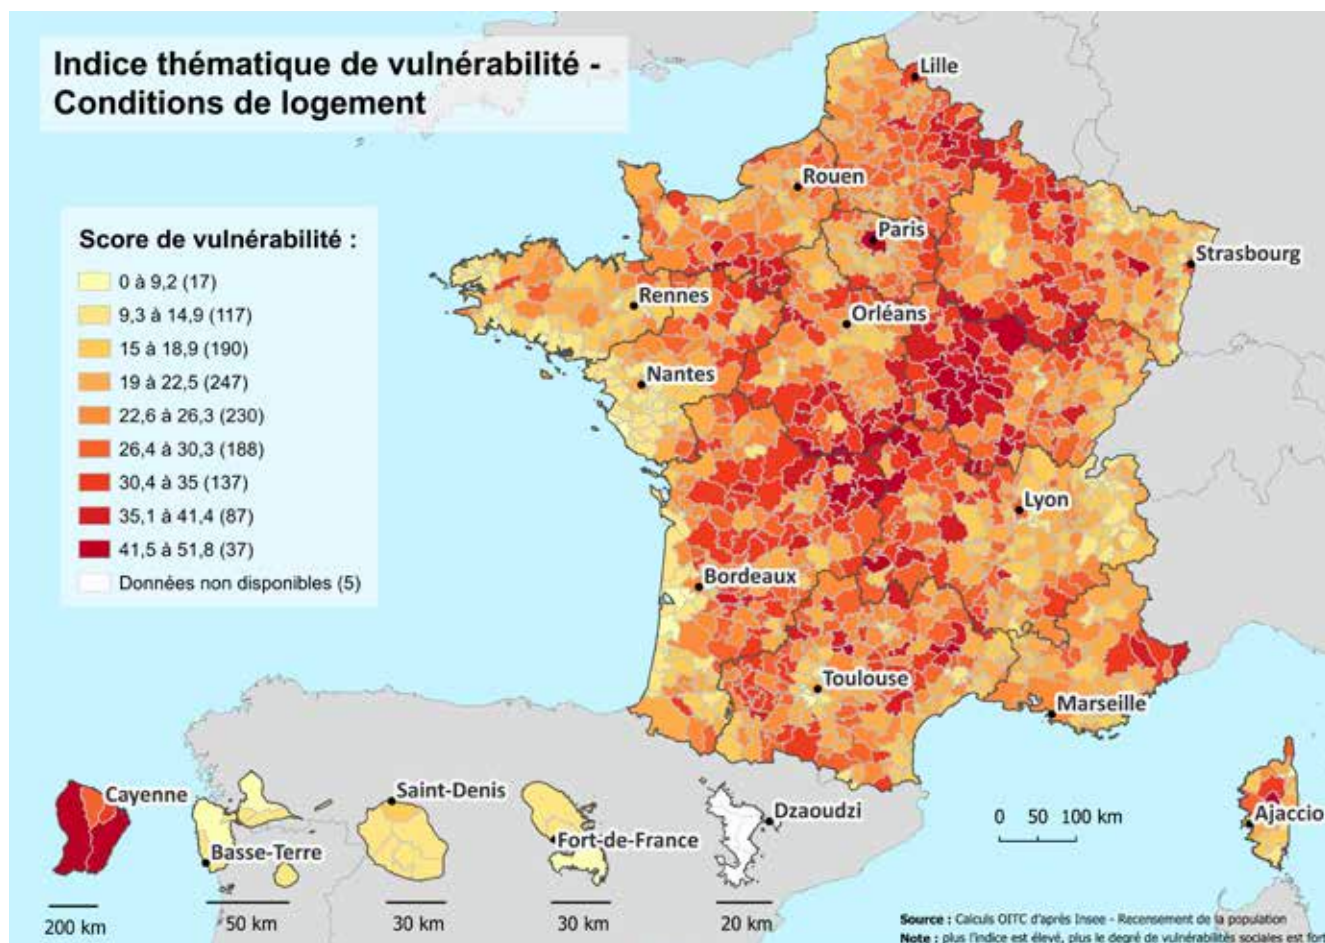 Indice thématique de vulnérabilité -
Conditions de logement
Lille
Rouen
Paris
Strasbourg
Score de vulnérabilité :
0 à 9,2 (17)
9,3 à 14,9 (117)
15 à 18,9 (190)
19 à 22,5 (247)
22,6 à 26,3 (230)
26,4 à 30,3 (188)
30,4 à 35 (137)
35,1 à 41,4 (87)
41,5 à 51,8 (37)
Données non disponibles (5)
Rennes
Orléans
Nantes
Lyon
Bordeaux
Toulouse
Marseille
Cayenne
Saint-Denis
Dzaoudzi
Basse-Terre
Fort-de-France
Ajaccio
0 50 100 km
200 km
50 km
30 km
30 km
20 km
Source : Calculs OITC d'après Insee - Recensement de la population
Note : plus l'indice est élevé, plus le degré de vulnérabilités sociales est fort